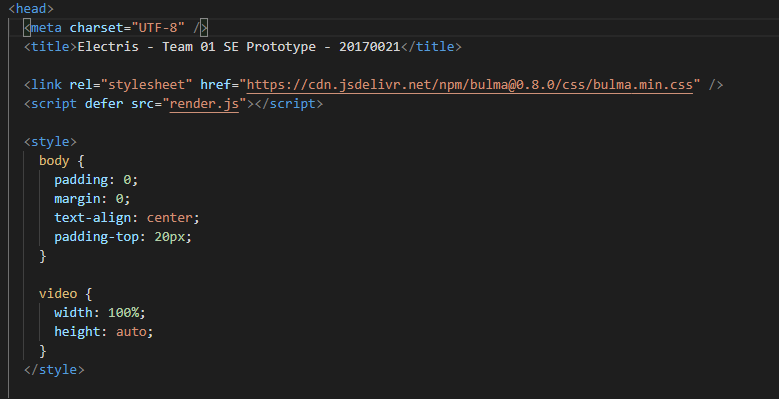 <head>
<meta charset="UTF-8" />
<title>Electris - Team 01 SE Prototype - 20170021</title>
<link rel="stylesheet" href="https://cdn.jsdelivr.net/npm/bulma@0.8.0/css/bulma.min.css" />
<script defer src="render.js"></script>
<style>
body {
padding: 0;
margin: 0;
text-align: center;
padding-top: 20px;
}
video {
width: 100%;
height: auto;
}
</style>